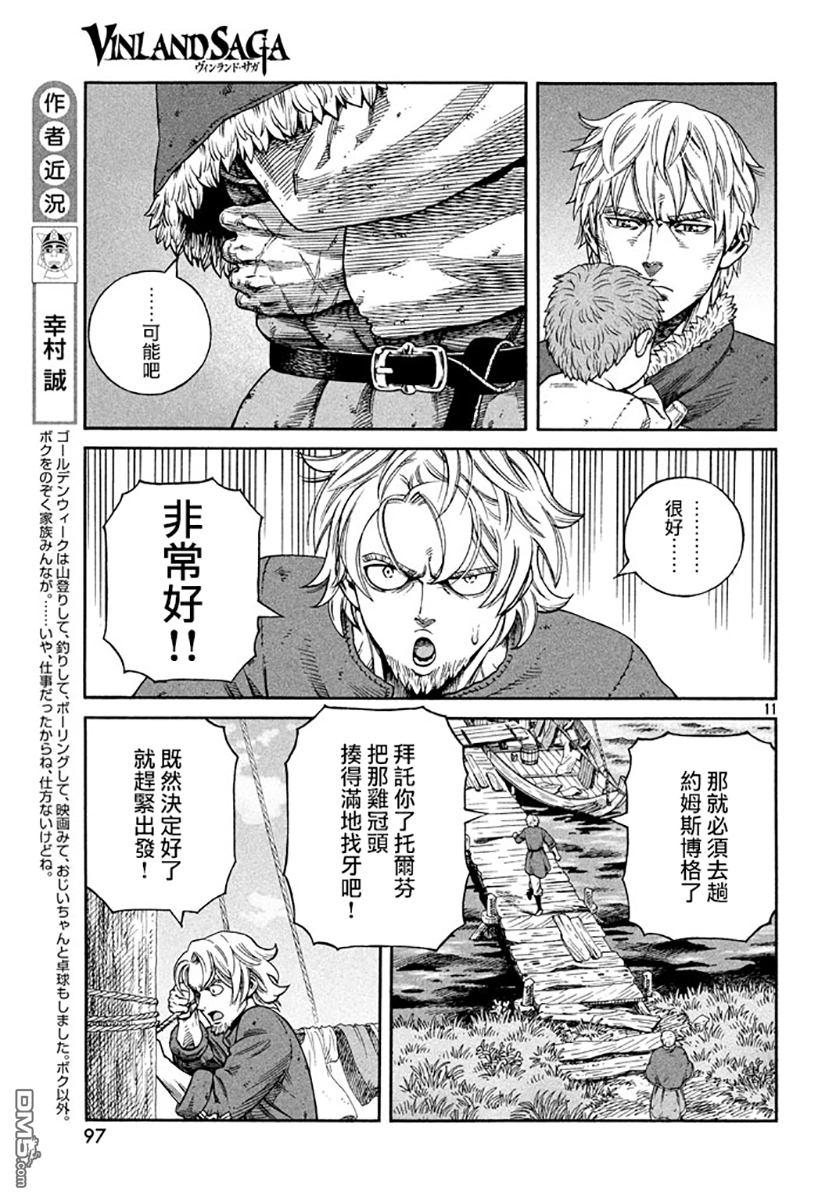 VINLAND SAGA
ヴィンランド・サガ
……
可能吧
很好……
非常好!!
11
那就必須去趟
約姆斯博格了
拜託你了托爾芬
把那雞冠頭
揍得滿地找牙吧!
既然決定好了
就趕緊出發!
作者近況
幸村誠
ゴールデンウィークは山登りして、釣りして、ボーリングして、映画みて、おじいちゃんと卓球もしました。ボク以外。
ボクをのぞく家族みんなが。……いや、仕事だったからね、仕方ないけどね。
97
DM5.com